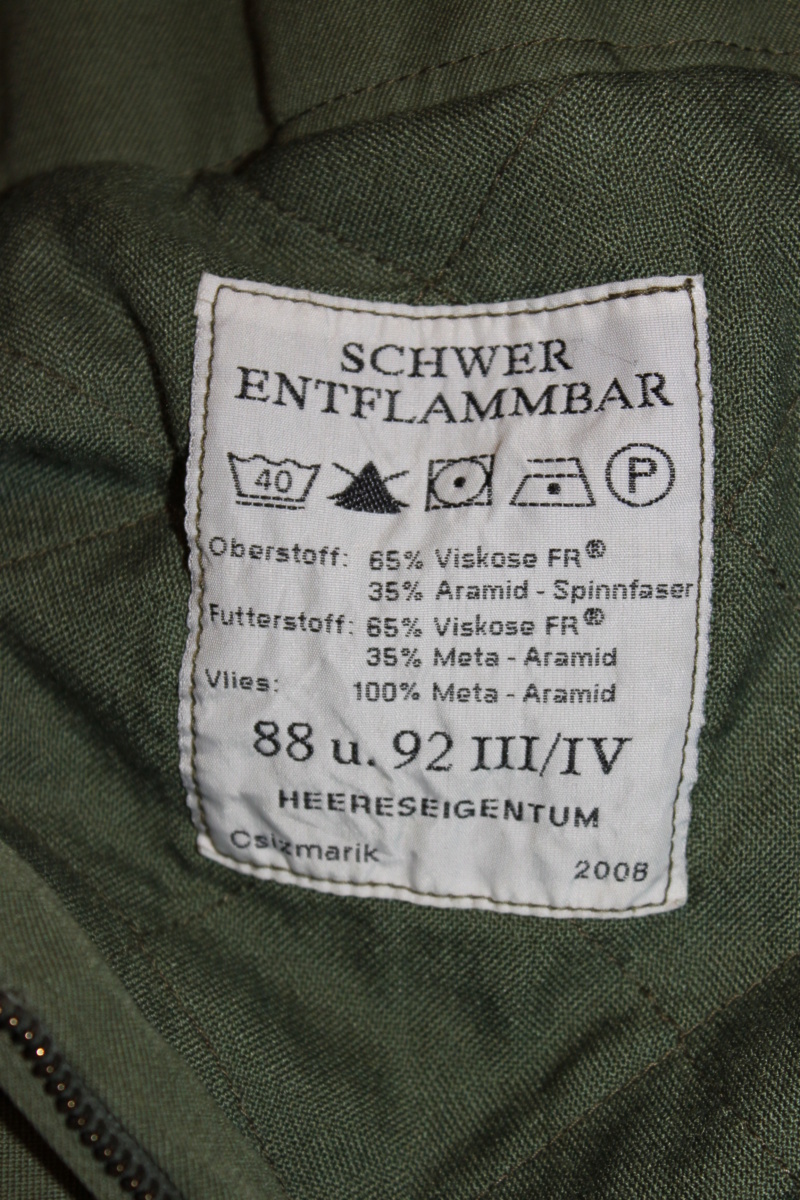 SCHWER
ENTFLAMMBAR
40 P
Oberstoff: 65% Viskose FR®
35% Aramid - Spinnfaser
Futterstoff: 65% Viskose FR®
35% Meta - Aramid
Vlies: 100% Meta - Aramid
88 u. 92 III/IV
HEERESEIGENTUM
Csizmarik 2008